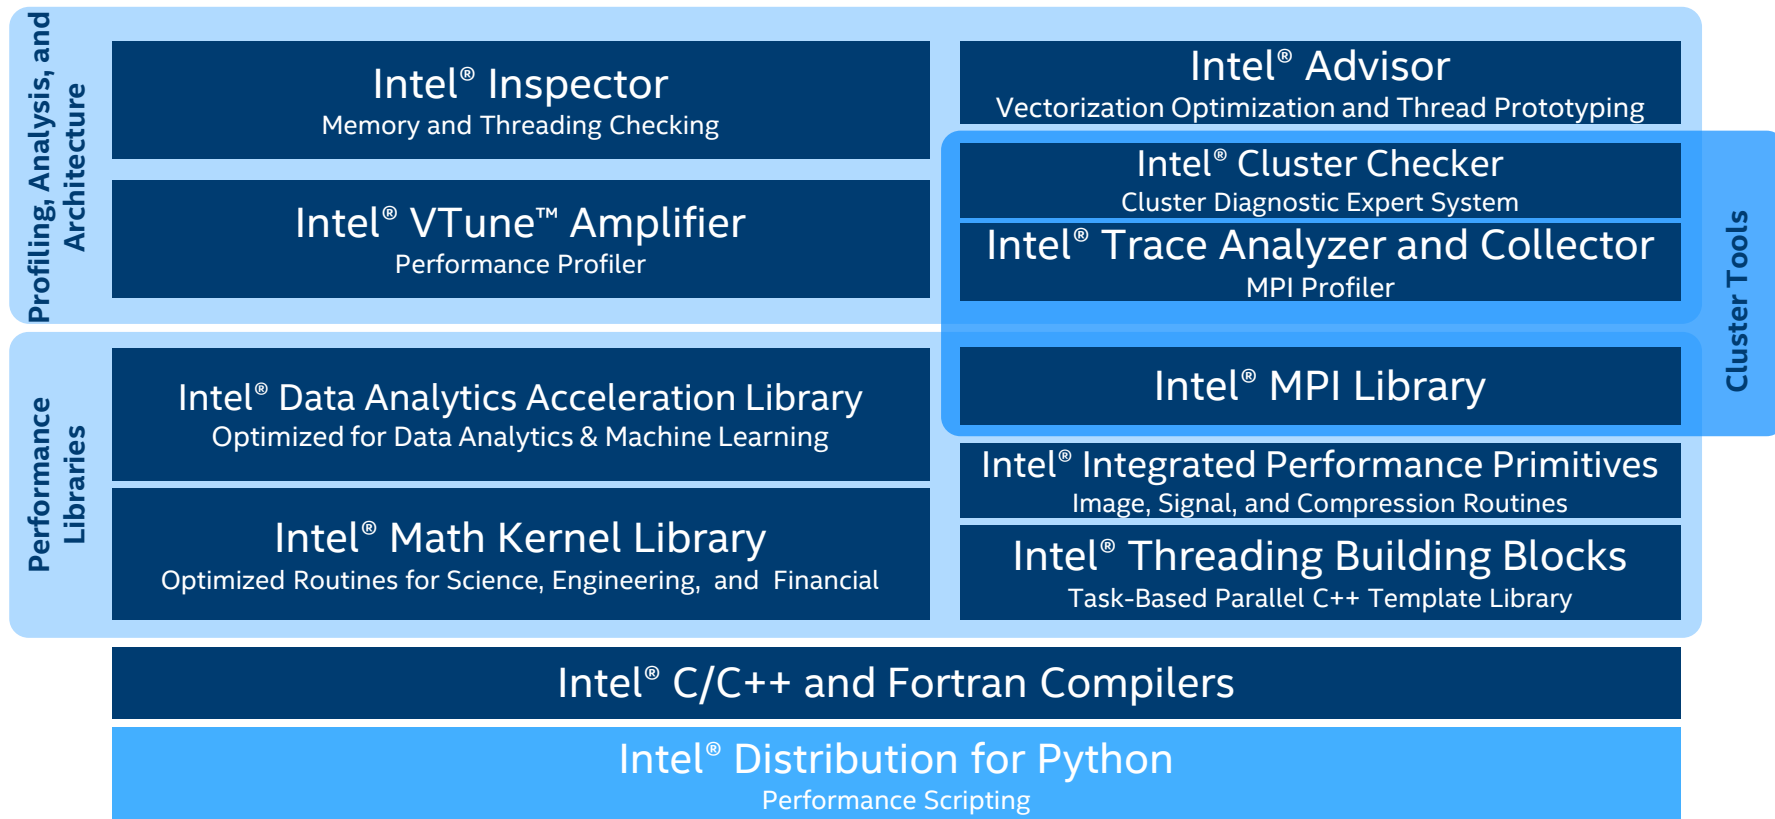 Profiling, Analysis, and
Architecture
Intel® Inspector
Memory and Threading Checking
Intel® VTune™ Amplifier
Performance Profiler
Intel® Advisor
Vectorization Optimization and Thread Prototyping
Intel® Cluster Checker
Cluster Diagnostic Expert System
Intel® Trace Analyzer and Collector
MPI Profiler
Cluster Tools
Performance
Libraries
Intel® Data Analytics Acceleration Library
Optimized for Data Analytics & Machine Learning
Intel® Math Kernel Library
Optimized Routines for Science, Engineering, and Financial
Intel® MPI Library
Intel® Integrated Performance Primitives
Image, Signal, and Compression Routines
Intel® Threading Building Blocks
Task-Based Parallel C++ Template Library
Intel® C/C++ and Fortran Compilers
Intel® Distribution for Python
Performance Scripting